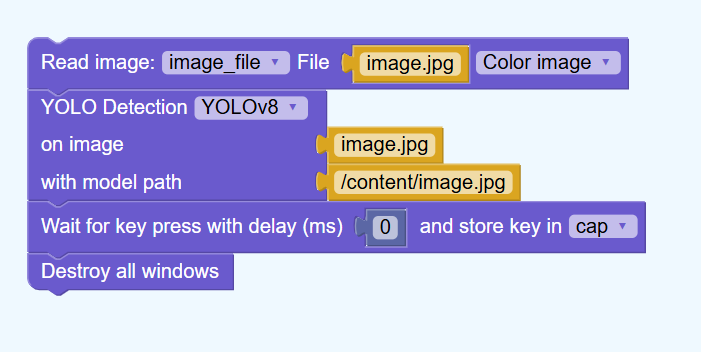 Read image: image_file File image.jpg Color image
YOLO Detection YOLOv8
on image image.jpg
with model path /content/image.jpg
Wait for key press with delay (ms) 0 and store key in cap
Destroy all windows